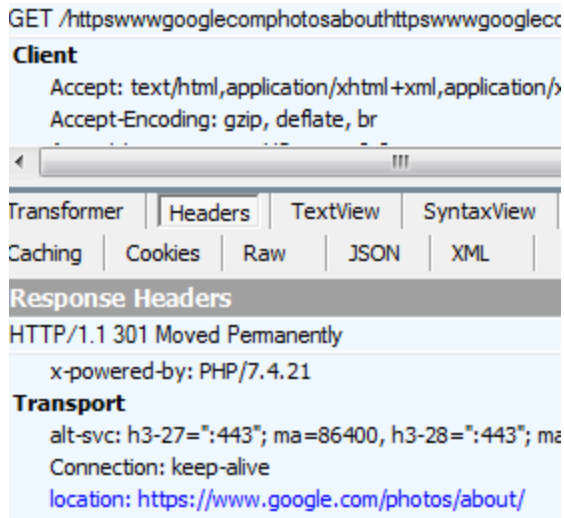 GET /httpswwwgooglecomphotosabouthttpswwwgoogleco
Client
Accept: text/html,application/xhtml+xml,application/x
Accept-Encoding: gzip, deflate, br
Transformer Headers TextView SyntaxView
Caching Cookies Raw JSON XML
Response Headers
HTTP/1.1 301 Moved Permanently
x-powered-by: PHP/7.4.21
Transport
alt-svc: h3-27=":443"; ma=86400, h3-28=":443"; ma
Connection: keep-alive
location: https://www.google.com/photos/about/